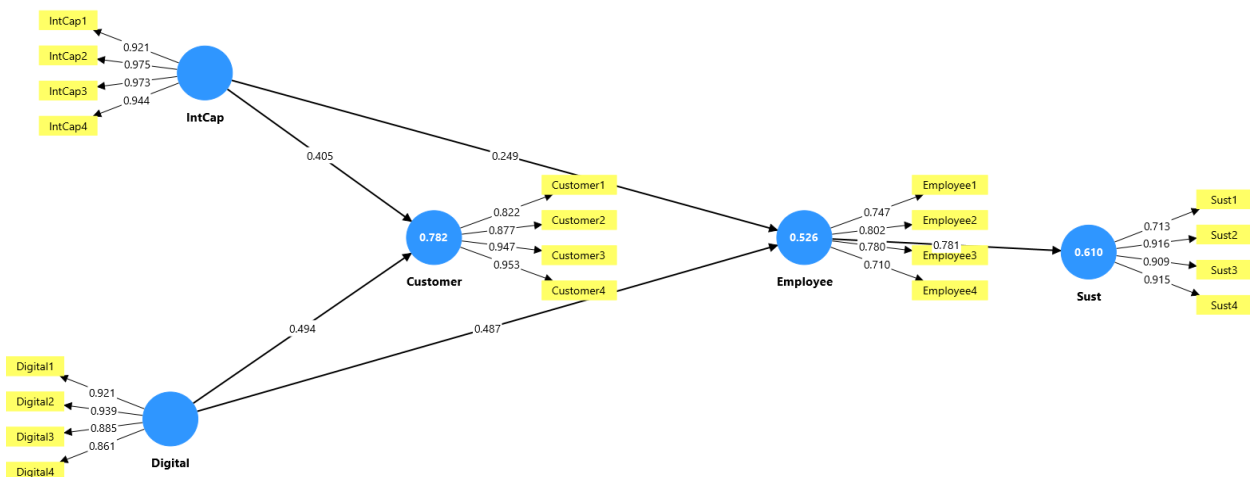 IntCap1
IntCap2
IntCap3
IntCap4
0.921
0.975
0.973
0.944
IntCap
0.405
0.249
Customer1
Customer2
Customer3
Customer4
0.822
0.877
0.947
0.953
0.782
Customer
Employee1
Employee2
Employee3
Employee4
0.747
0.802
0.780
0.710
0.526
Employee
0.781
Sust1
Sust2
Sust3
Sust4
0.713
0.916
0.909
0.915
0.610
Sust
0.494
0.487
Digital1
Digital2
Digital3
Digital4
0.921
0.939
0.885
0.861
Digital